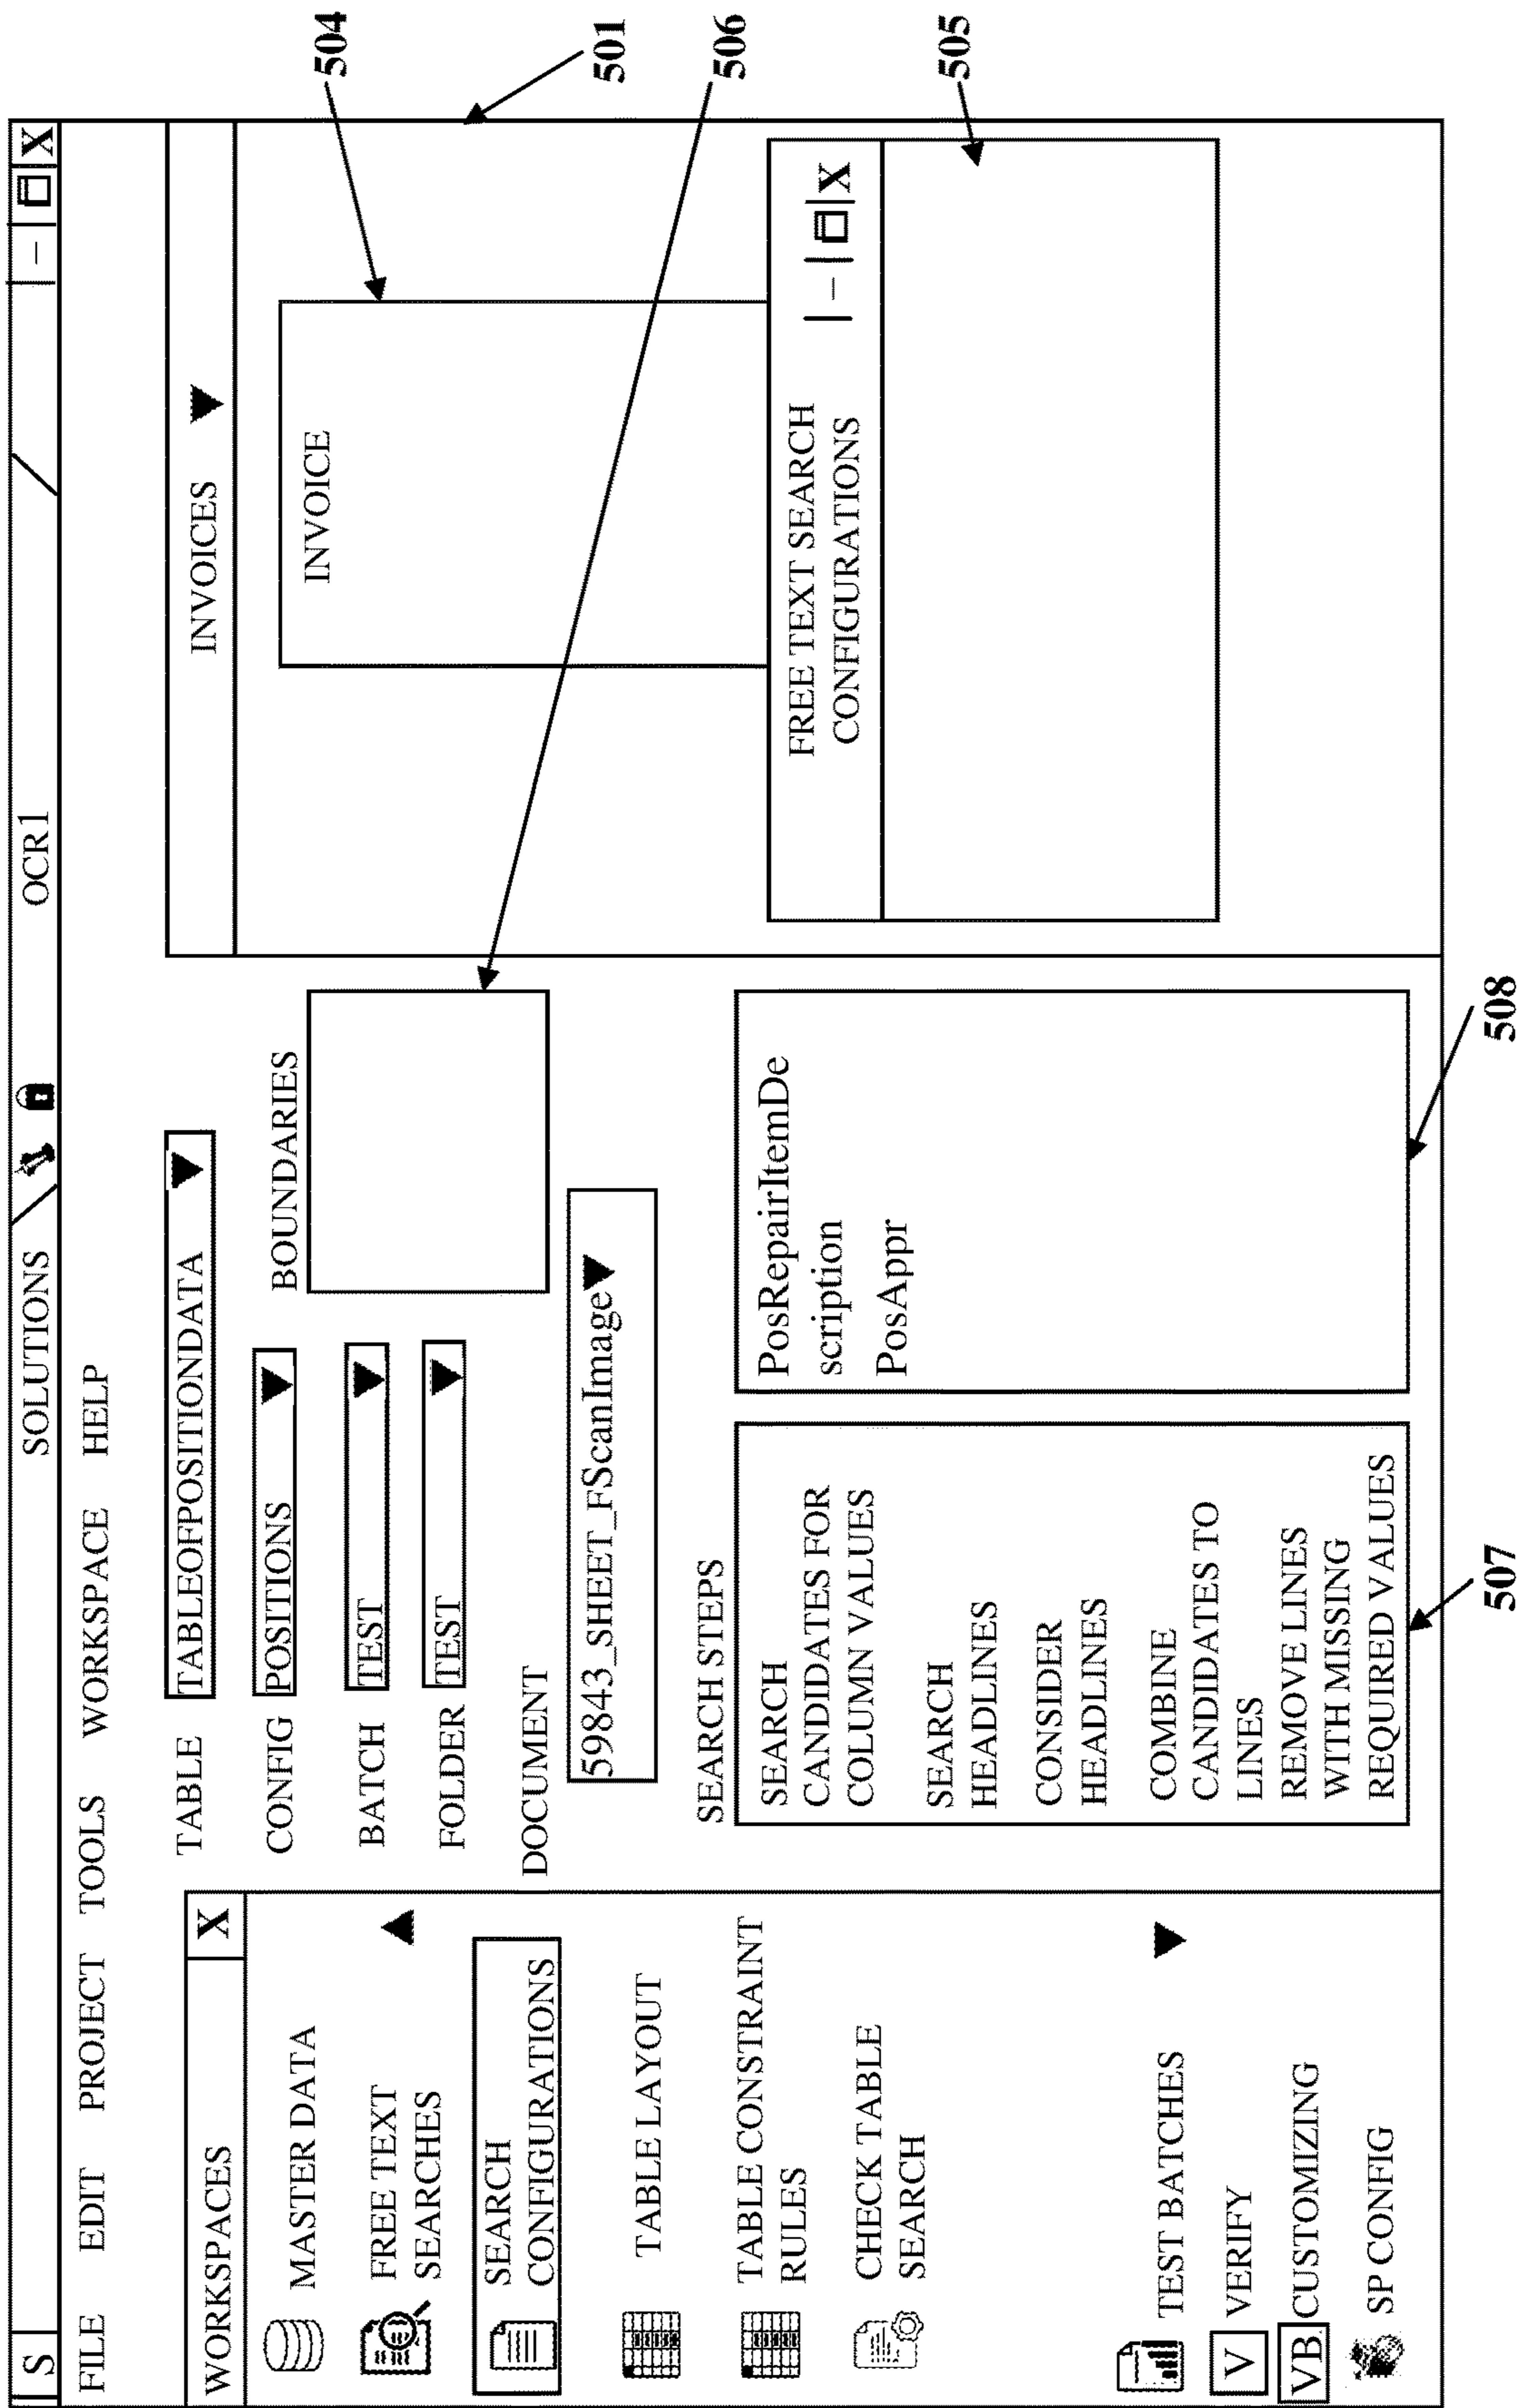 S
SOLUTIONS
OCR1
– X
FILE EDIT PROJECT TOOLS WORKSPACE HELP
WORKSPACES X
MASTER DATA
FREE TEXT
SEARCHES
SEARCH
CONFIGURATIONS
TABLE LAYOUT
TABLE CONSTRAINT
RULES
CHECK TABLE
SEARCH
TEST BATCHES
V VERIFY
VB CUSTOMIZING
SP CONFIG
TABLE TABLEOFPOSITIONDATA
CONFIG POSITIONS
BATCH TEST
FOLDER TEST
BOUNDARIES
DOCUMENT
59843_SHEET_FScanImage
SEARCH STEPS
SEARCH
CANDIDATES FOR
COLUMN VALUES
SEARCH
HEADLINES
CONSIDER
HEADLINES
COMBINE
CANDIDATES TO
LINES
REMOVE LINES
WITH MISSING
REQUIRED VALUES
PosRepairItemDe
scription
PosAppr
INVOICES
INVOICE
FREE TEXT SEARCH
CONFIGURATIONS
– X
504
501
506
505
507
508